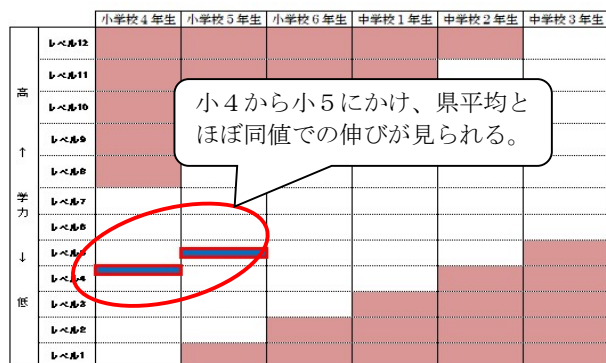 小学校4年生 小学校5年生 小学校6年生 中学校1年生 中学校2年生 中学校3年生
レベル12
レベル11
高
レベル10
レベル9
↑
レベル8
学
力
レベル7
レベル6
↓
レベル5
レベル4
低
レベル3
レベル2
レベル1
小4から小5にかけ、県平均と
ほぼ同値での伸びが見られる。